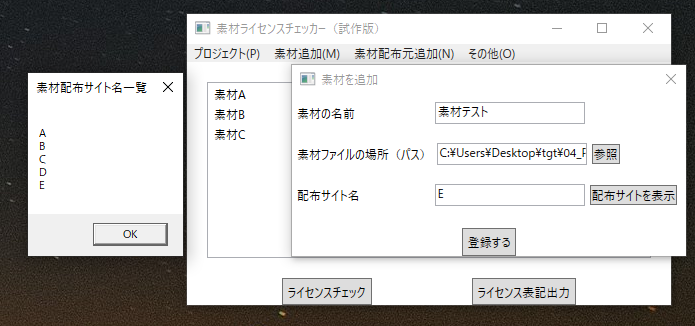 素材ライセンスチェッカー（試作版）
プロジェクト(P) 素材追加(M) 素材配布元追加(N) その他(O)
素材A
素材B
素材C
ライセンスチェック ライセンス表記出力
素材配布サイト名一覧
A
B
C
D
E
OK
素材を追加
素材の名前 素材テスト
素材ファイルの場所（パス） C:¥Users¥Desktop¥tgt¥04_ 参照
配布サイト名 E 配布サイトを表示
登録する